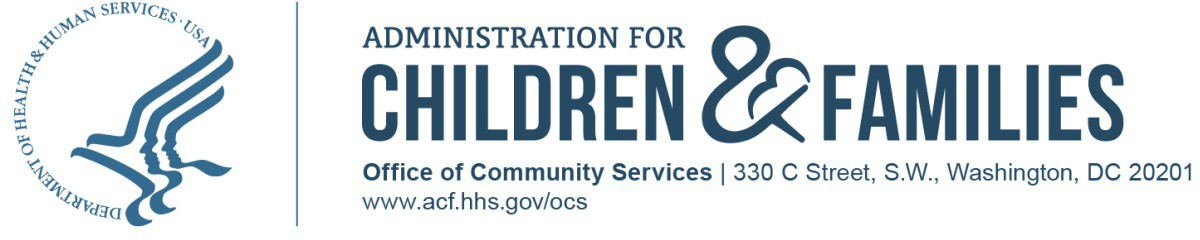 DEPARTMENT OF HEALTH & HUMAN SERVICES · USA
ADMINISTRATION FOR
CHILDREN & FAMILIES
Office of Community Services | 330 C Street, S.W., Washington, DC 20201
www.acf.hhs.gov/ocs